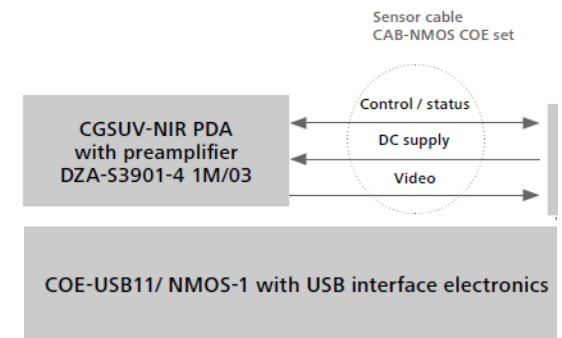 Sensor cable
CAB-NMOS COE set
Control / status
CGSUV-NIR PDA
with preamplifier
DZA-S3901-4 1M/03
DC supply
Video
COE-USB11/ NMOS-1 with USB interface electronics